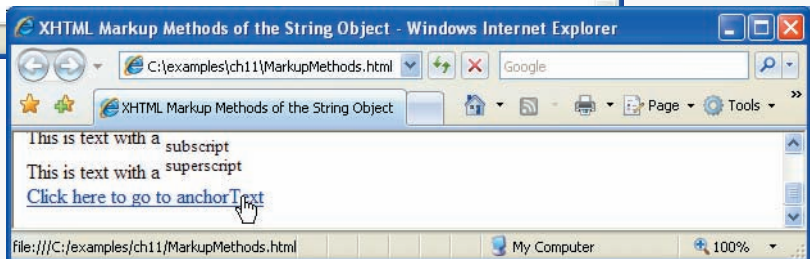 XHTML Markup Methods of the String Object - Windows Internet Explorer
C:\examples\ch11\MarkupMethods.html Google
XHTML Markup Methods of the String Object Page Tools »
This is text with a subscript
This is text with a superscript
Click here to go to anchorText
file:///C:/examples/ch11/MarkupMethods.html My Computer 100%